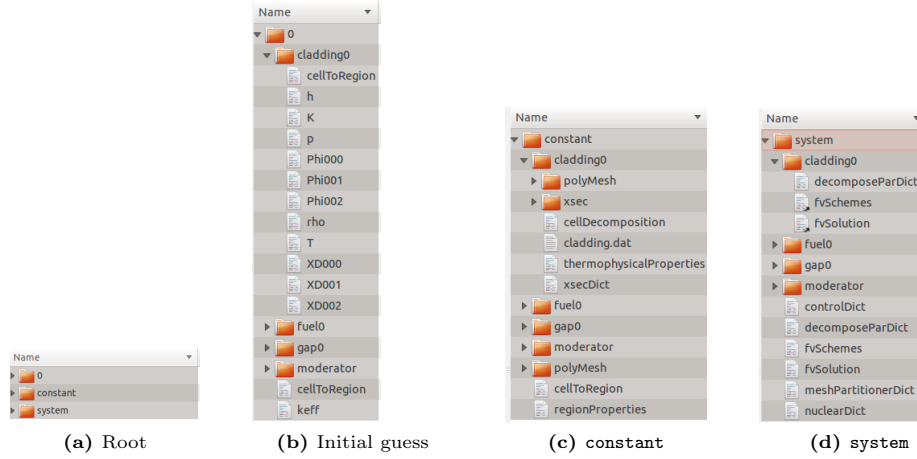 Name
0
constant
system
(a) Root
Name
0
cladding0
cellToRegion
h
K
p
Phi000
Phi001
Phi002
rho
T
XD000
XD001
XD002
fuel0
gap0
moderator
cellToRegion
keff
(b) Initial guess
Name
constant
cladding0
polyMesh
xsec
cellDecomposition
cladding.dat
thermophysicalProperties
xsecDict
fuel0
gap0
moderator
polyMesh
cellToRegion
regionProperties
(c) constant
Name
system
cladding0
decomposeParDict
fvSchemes
fvSolution
fuel0
gap0
moderator
controlDict
decomposeParDict
fvSchemes
fvSolution
meshPartitionerDict
nuclearDict
(d) system